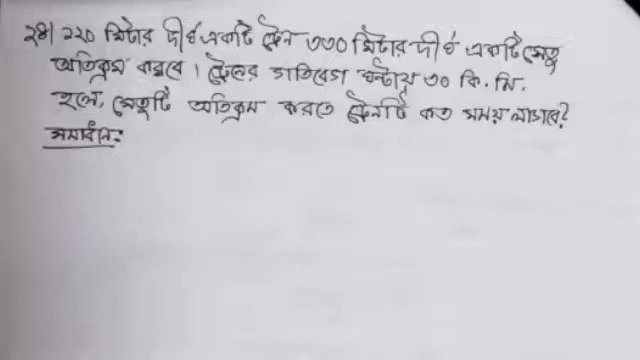 ২৪। ১২০ মিটার দীর্ঘ একটি ট্রেন ৩৩০ মিটার দীর্ঘ একটি সেতু
অতিক্রম করবে। ট্রেনের গতিবেগ ঘন্টায় ৩০ কি. মি.
হলে, সেতুটি অতিক্রম করতে ট্রেনটি কত সময় লাগবে?
সমাধান: